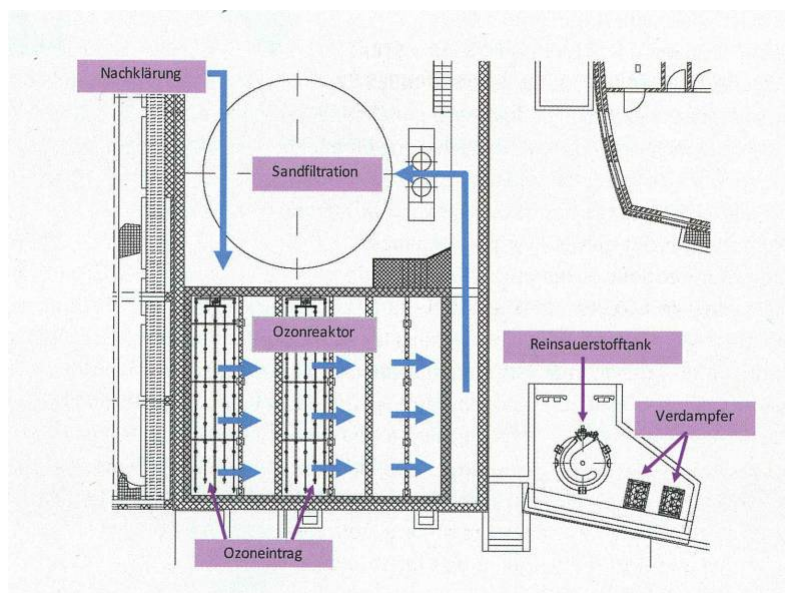 Nachklärung
Sandfiltration
Ozonreaktor
Reinsauerstofftank
Verdampfer
Ozoneintrag